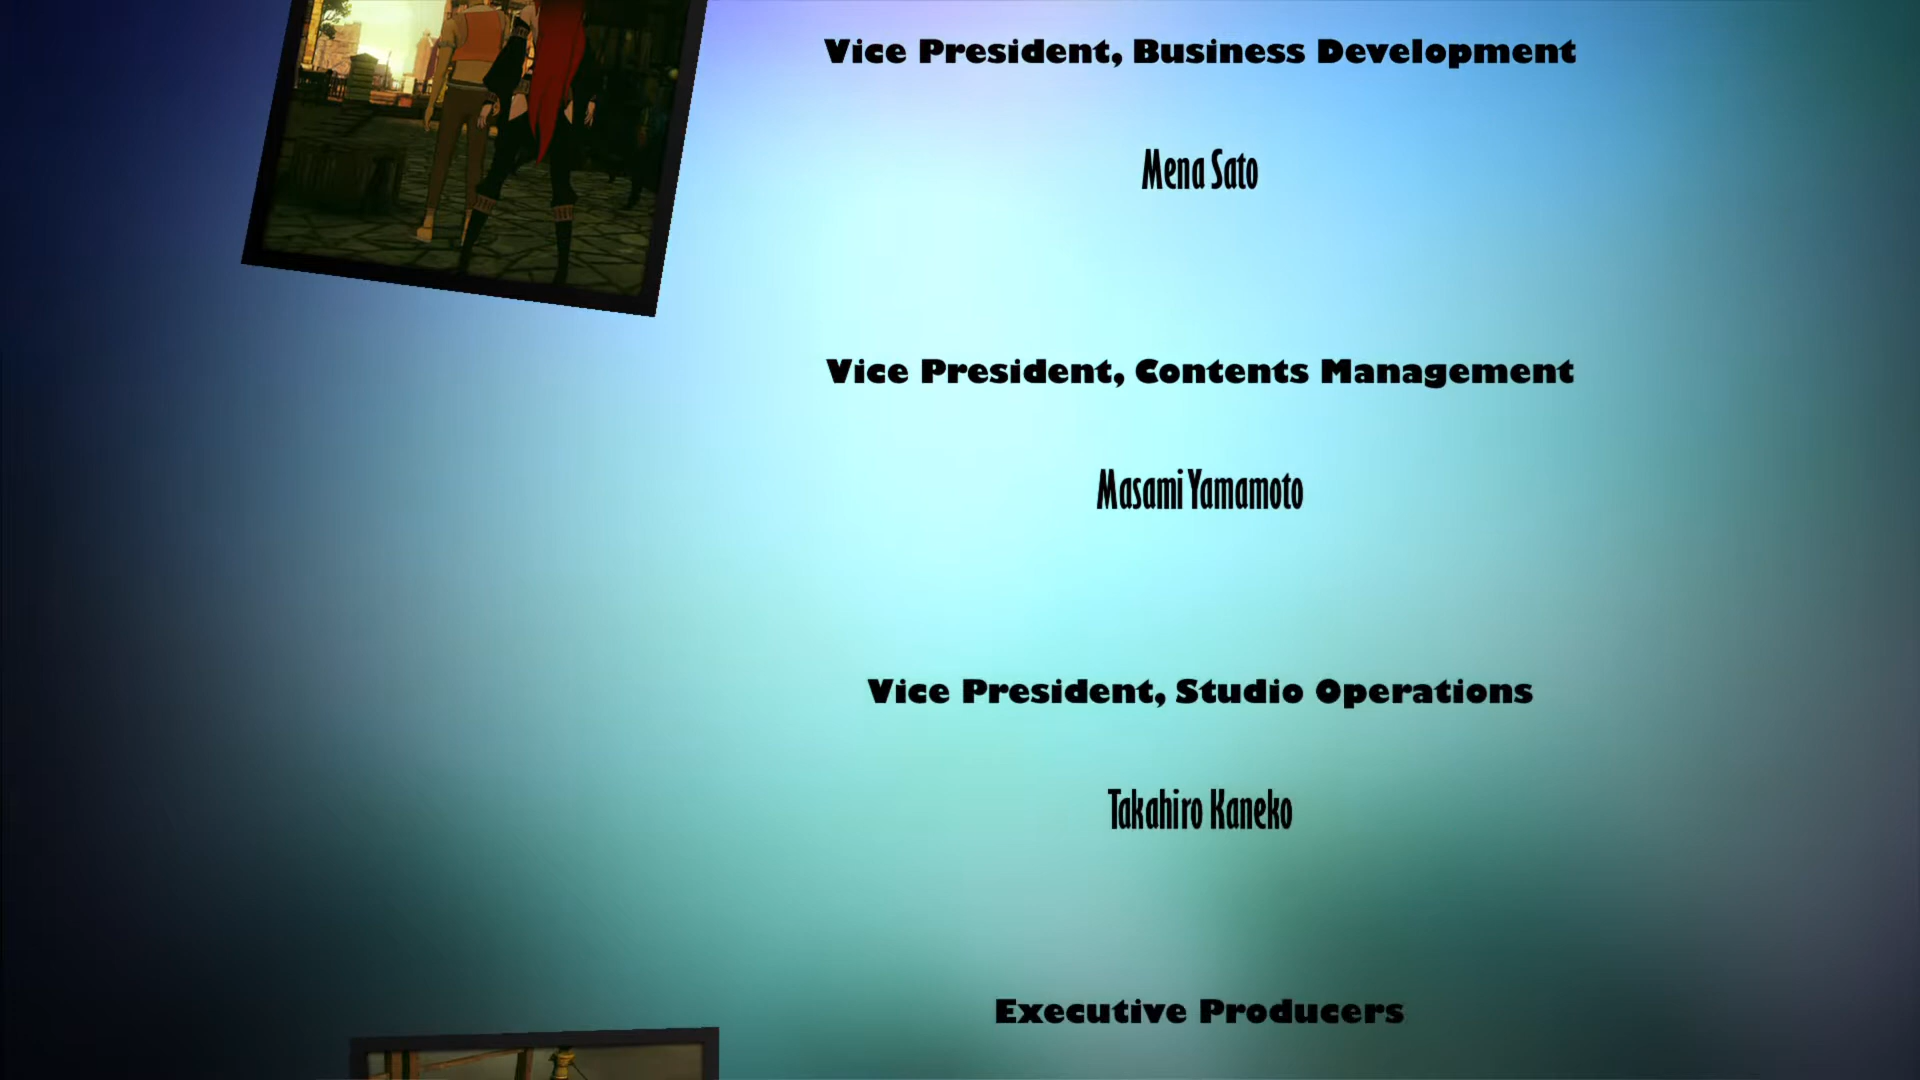 Vice President, Business Development
Mena Sato
Vice President, Contents Management
Masami Yamamoto
Vice President, Studio Operations
Takahiro Kaneko
Executive Producers